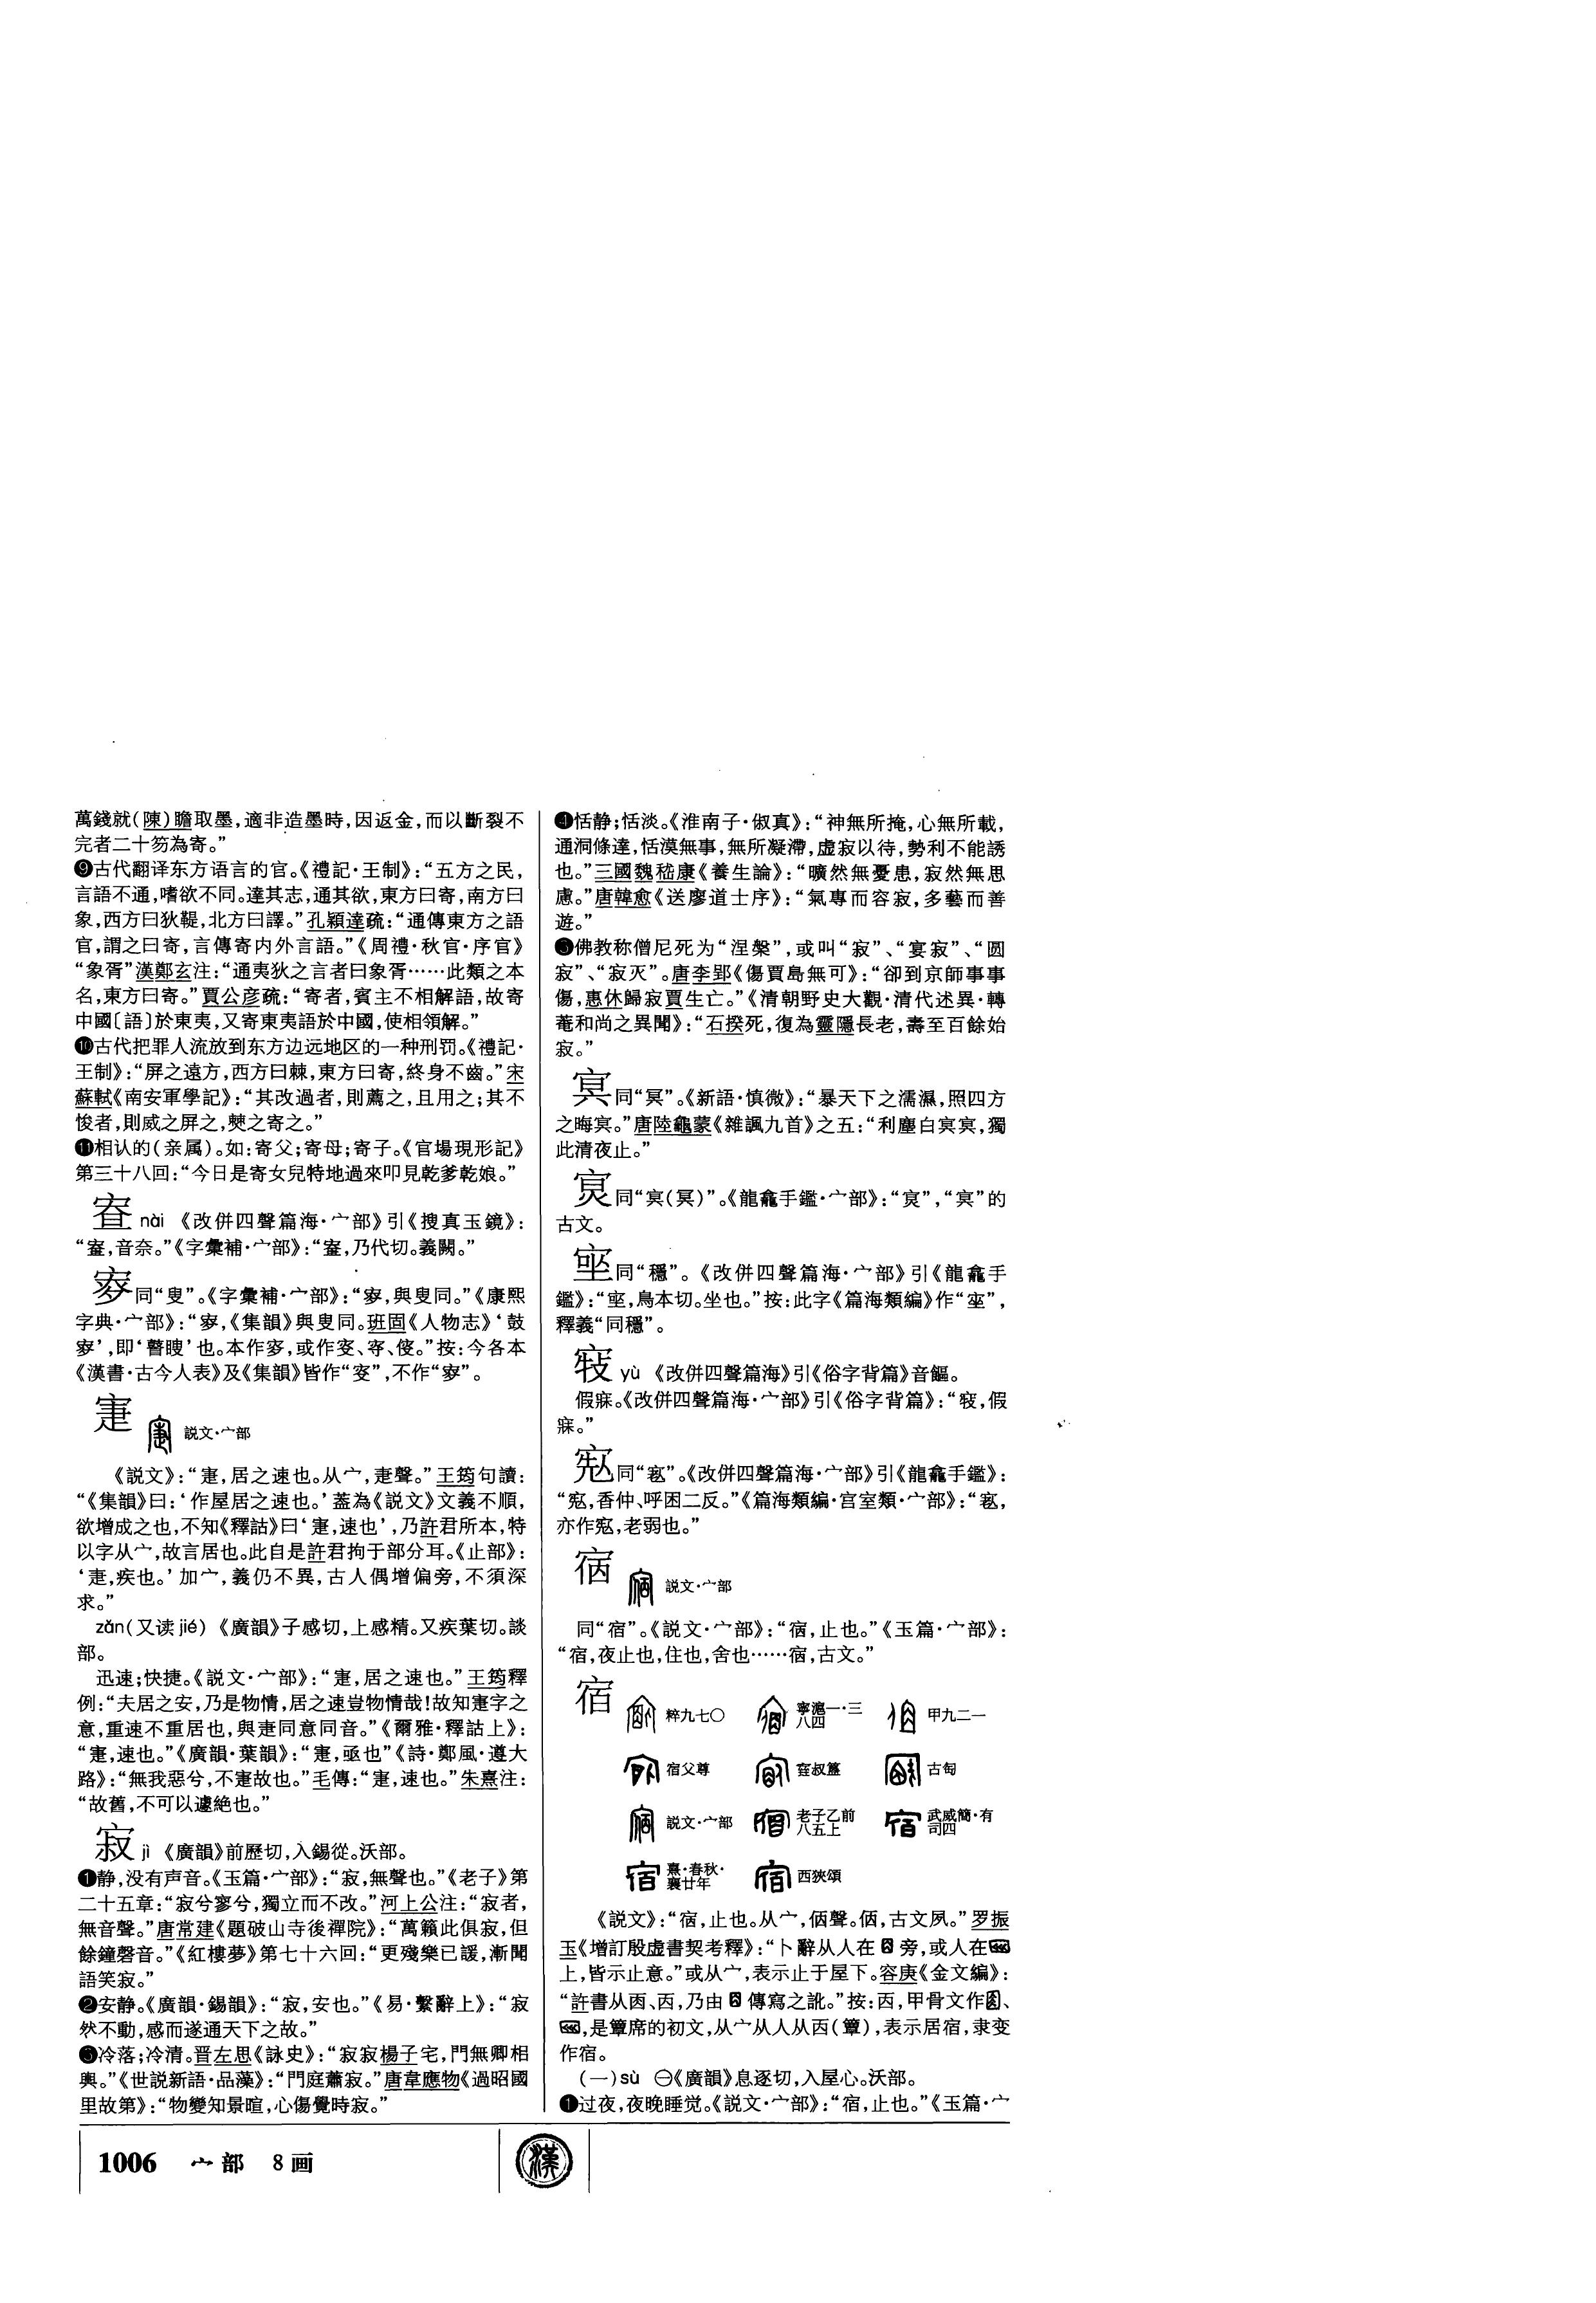 萬錢就(陳)瞻取墨,適非造墨時,因返金,而以斷裂不
完者二十笏為寄。”
❾古代翻译东方语言的官。《禮記·王制》:“五方之民,
言語不通,嗜欲不同。達其志,通其欲,東方曰寄,南方曰
象,西方曰狄鞮,北方曰譯。”孔穎達疏:“通傳東方之語
官,謂之曰寄,言傳寄内外言語。”《周禮·秋官·序官》
“象胥”漢鄭玄注:“通夷狄之言者曰象胥……此類之本
名,東方曰寄。”賈公彦疏:“寄者,賓主不相解語,故寄
中國〔語〕於東夷,又寄東夷語於中國,使相領解。”
❿古代把罪人流放到东方边远地区的一种刑罚。《禮記·
王制》:“屏之遠方,西方曰棘,東方曰寄,終身不齒。”宋
蘇軾《南安軍學記》:“其改過者,則薦之,且用之;其不
悛者,則威之屏之,僰之寄之。”
⓫相认的(亲属)。如:寄父;寄母;寄子。《官場現形記》
第三十八回:“今日是寄女兒特地過來叩見乾爹乾娘。”
nài 《改併四聲篇海·宀部》引《搜真玉鏡》:
音奈。”《字彙補·宀部》:“乃代切。義闕。”
同“叟”。《字彙補·宀部》:“與叟同。”《康熙
字典·宀部》:“《集韻》與叟同。班固《人物志》‘鼓
’,即‘瞽瞍’也。本作
《漢書·古今人表》及《集韻》皆作“
寁 説文·宀部
《説文》:“寁,居之速也。从宀,疌聲。”王筠句讀:
“《集韻》曰:‘作屋居之速也。’蓋為《説文》文義不順,
欲增成之也,不知《釋詁》曰‘寁,速也’,乃許君所本,特
以字从宀,故言居也。此自是許君拘于部分耳。《止部》:
‘疌,疾也。’加宀,義仍不異,古人偶增偏旁,不須深
求。”
zǎn(又读jié) 《廣韻》子感切,上感精。又疾葉切。談
部。
迅速;快捷。《説文·宀部》:“寁,居之速也。”王筠釋
例:“夫居之安,乃是物情,居之速豈物情哉!故知寁字之
意,重速不重居也,與疌同意同音。”《爾雅·釋詁上》:
“寁,速也。”《廣韻·葉韻》:“寁,亟也”《詩·鄭風·遵大
路》:“無我惡兮,不寁故也。”毛傳:“寁,速也。”朱熹注:
“故舊,不可以遽絶也。”
寂 jì 《廣韻》前歷切,入錫從。沃部。
❶静,没有声音。《玉篇·宀部》:“寂,無聲也。”《老子》第
二十五章:“寂兮寥兮,獨立而不改。”河上公注:“寂者,
無音聲。”唐常建《題破山寺後禪院》:“萬籟此俱寂,但
餘鐘磬音。”《紅樓夢》第七十六回:“更殘樂已諼,漸聞
語笑寂。”
❷安静。《廣韻·錫韻》:“寂,安也。”《易·繫辭上》:“寂
然不動,感而遂通天下之故。”
❸冷落;冷清。晋左思《詠史》:“寂寂楊子宅,門無卿相
輿。”《世説新語·品藻》:“門庭蕭寂。”唐韋應物《過昭國
里故第》:“物變知景暄,心傷覺時寂。”
❹恬静;恬淡。《淮南子·俶真》:“神無所掩,心無所載,
通洞條達,恬漠無事,無所凝滯,虚寂以待,勢利不能誘
也。”三國魏嵇康《養生論》:“曠然無憂患,寂然無思
慮。”唐韓愈《送廖道士序》:“氣專而容寂,多藝而善
遊。”
❺佛教称僧尼死为“涅槃”,或叫“寂”、“宴寂”、“圆
寂”、“寂灭”。唐李郢《傷賈島無可》:“卻到京師事事
傷,惠休歸寂賈生亡。”《清朝野史大觀·清代述異·轉
菴和尚之異聞》:“石揆死,復為靈隱長老,壽至百餘始
寂。”
㝠同“冥”。《新語·慎微》:“暴天下之濡濕,照四方
之晦㝠。”唐陸龜蒙《雜諷九首》之五:“利塵白㝠㝠,獨
此清夜止。”
同“㝠(冥)”。《龍龕手鑑·宀部》:“”,“㝠”的
古文。
同“穩”。《改併四聲篇海·宀部》引《龍龕手
鑑》:“烏本切。坐也。”按:此字《篇海類編》作
釋義“同穩”。
yù 《改併四聲篇海》引《俗字背篇》音䰛。
假寐。《改併四聲篇海·宀部》引《俗字背篇》:“假
寐。”
《改併四聲篇海·宀部》引《龍龕手鑑》:
香仲、呼困二反。”《篇海類編·宫室類·宀部》:
老弱也。”
㝛 説文·宀部
同“宿”。《説文·宀部》:“㝛,止也。”《玉篇·宀部》:
“宿,夜止也,住也,舍也……㝛,古文。”
宿 粹九七〇 寧滬一·三八四 甲九二一
宿父尊 窒叔簋 古匋
説文·宀部 老子乙前八五上 武威簡·有司四
熹·春秋·襄廿年 西狹頌
《説文》:“宿,止也。从宀,㐁聲。㐁,古文夙。”罗振
玉《增訂殷虚書契考釋》:“卜辭从人在 旁,或人在
上,皆示止意。”或从宀,表示止于屋下。容庚《金文編》:
“許書从㐁、丙,乃由 傳寫之訛。”按:㐁,甲骨文作 、
,是簟席的初文,从宀从人从㐁(簟),表示居宿,隶变
作宿。
(一)sù ㊀《廣韻》息逐切,入屋心。沃部。
❶过夜,夜晚睡觉。《説文·宀部》:“宿,止也。”《玉篇·宀
1006 宀部 8画
漢